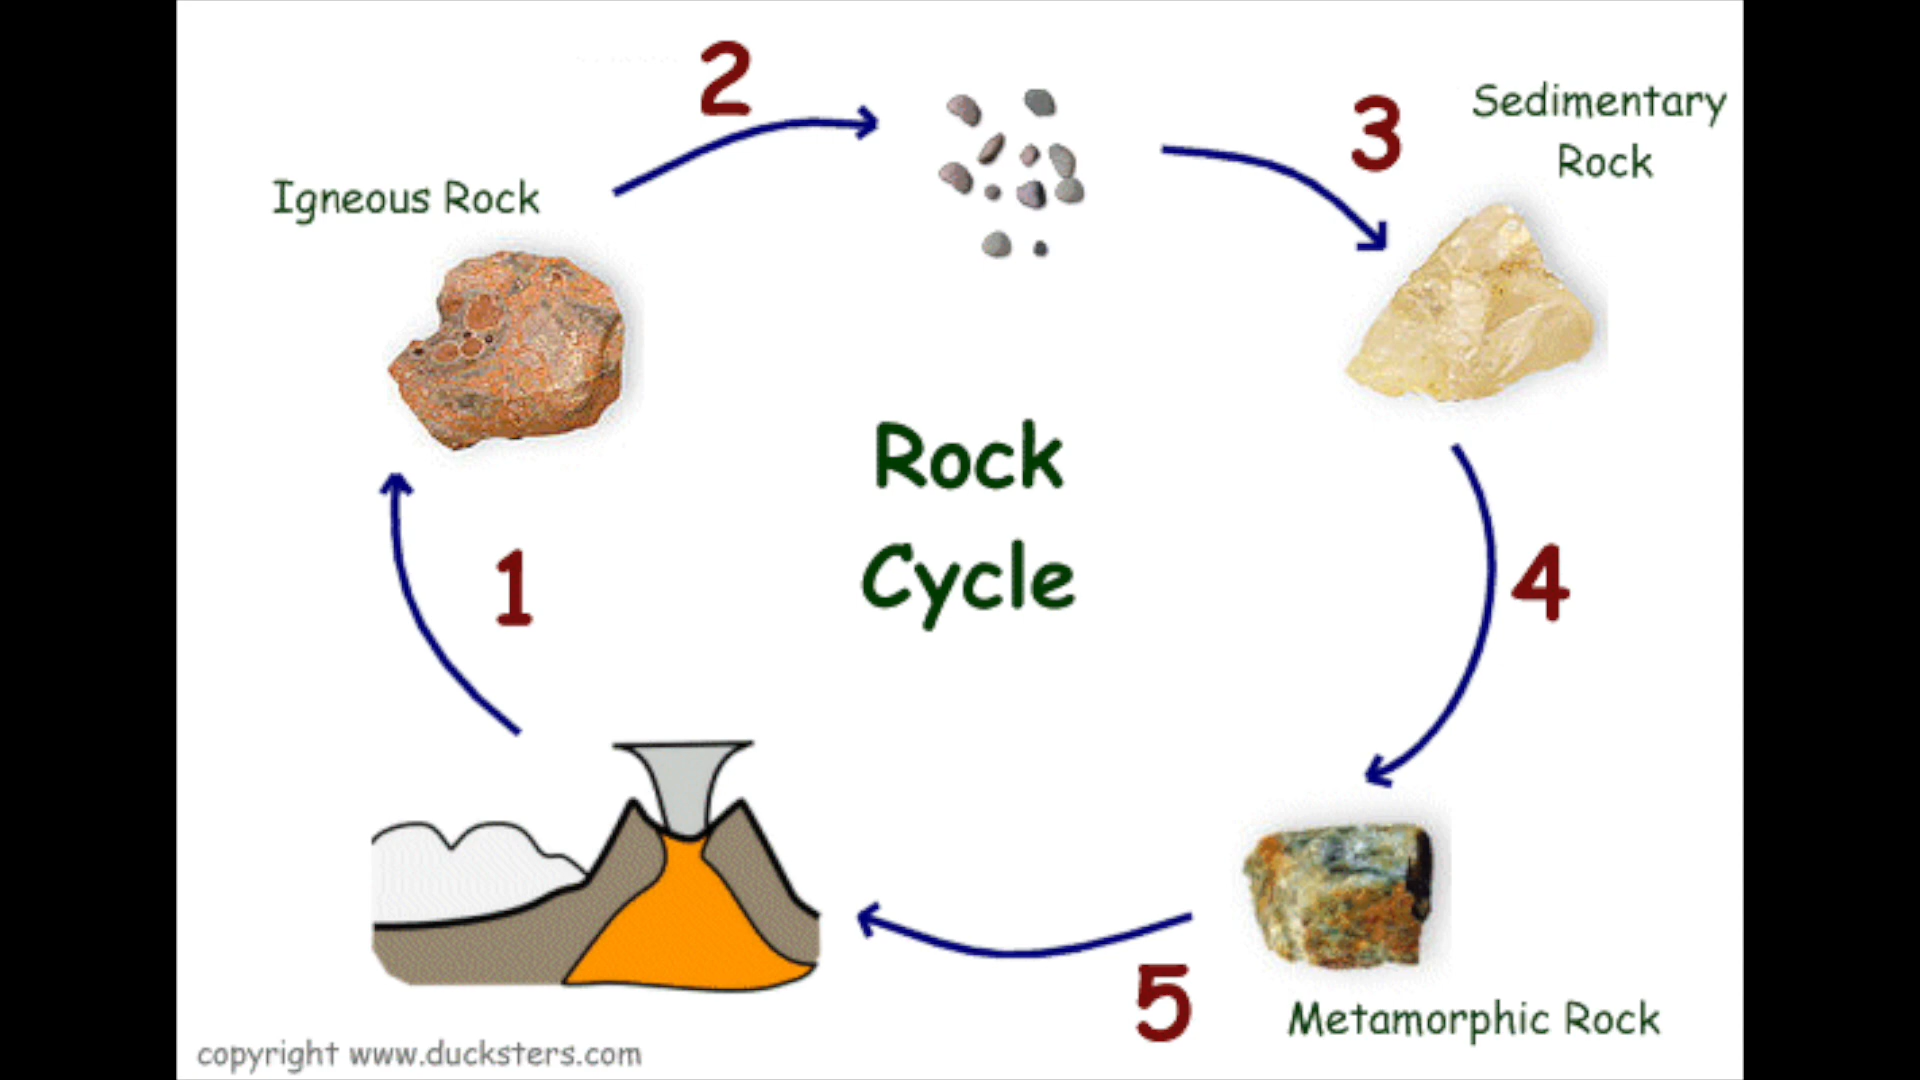 2
3
Sedimentary
Rock
Igneous Rock
Rock
Cycle
1
4
5
Metamorphic Rock
copyright www.ducksters.com